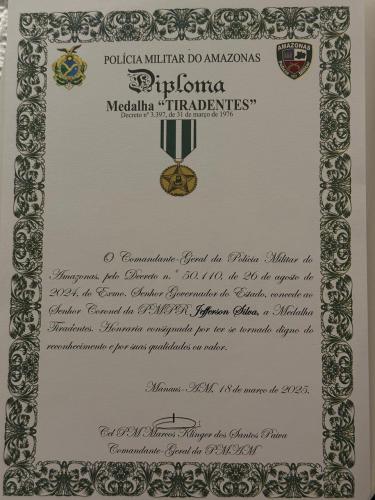 POLÍCIA MILITAR DO AMAZONAS
Diploma
Medalha “TIRADENTES”
Decreto nº 3.397, de 31 de março de 1976
AMAZONAS
O Comandante-Geral da Polícia Militar do
Amazonas, pelo Decreto n.º 50.110, de 26 de agosto de
2024, do Exmo. Senhor Governador do Estado, concede ao
Senhor Coronel da PMPR Jefferson Silva, a Medalha
Tiradentes. Honraria consignada por ter se tornado digno do
reconhecimento e por suas qualidades ou valor.
Manaus-AM, 18 de março de 2025.
Cel PM Marcos Klinger dos Santos Paiva
Comandante-Geral da PMAM